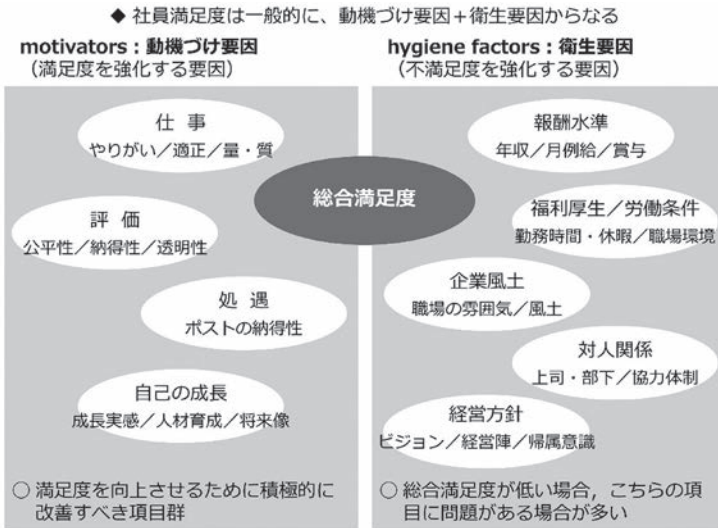 ◆ 社員満足度は一般的に、動機づけ要因＋衛生要因からなる
motivators：動機づけ要因
（満足度を強化する要因）
仕 事
やりがい／適正／量・質
評 価
公平性／納得性／透明性
処 遇
ポストの納得性
自己の成長
成長実感／人材育成／将来像
○ 満足度を向上させるために積極的に
改善すべき項目群
総合満足度
hygiene factors：衛生要因
（不満足度を強化する要因）
報酬水準
年収／月例給／賞与
福利厚生／労働条件
勤務時間・休暇／職場環境
企業風土
職場の雰囲気／風土
対人関係
上司・部下／協力体制
経営方針
ビジョン／経営陣／帰属意識
○ 総合満足度が低い場合，こちらの項
目に問題がある場合が多い